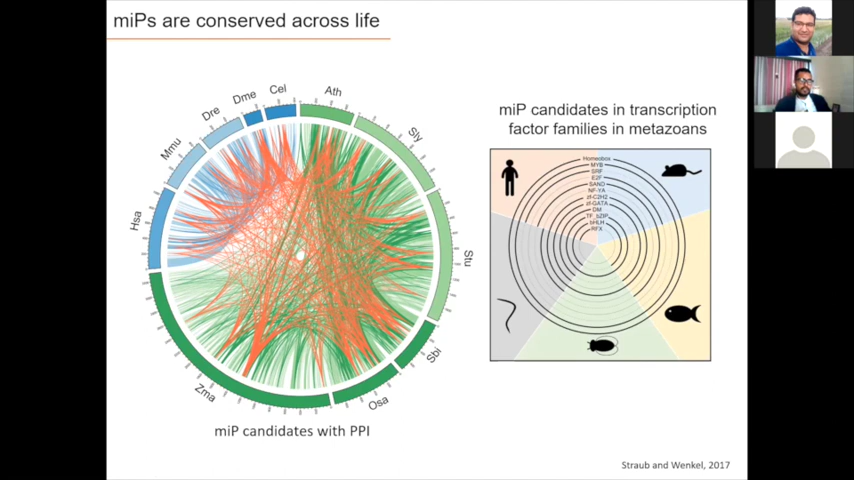 miPs are conserved across life
Cel
Ath
Dme
Dre
Sly
Mmu
Hsa
Stu
Sbi
Zma
Osa
miP candidates with PPI
miP candidates in transcription
factor families in metazoans
Homeobox
MYB
SRF
E2F
SAND
NF-YA
zf-C2H2
zf-GATA
DM
TF_bZIP
bHLH
RFX
Straub and Wenkel, 2017